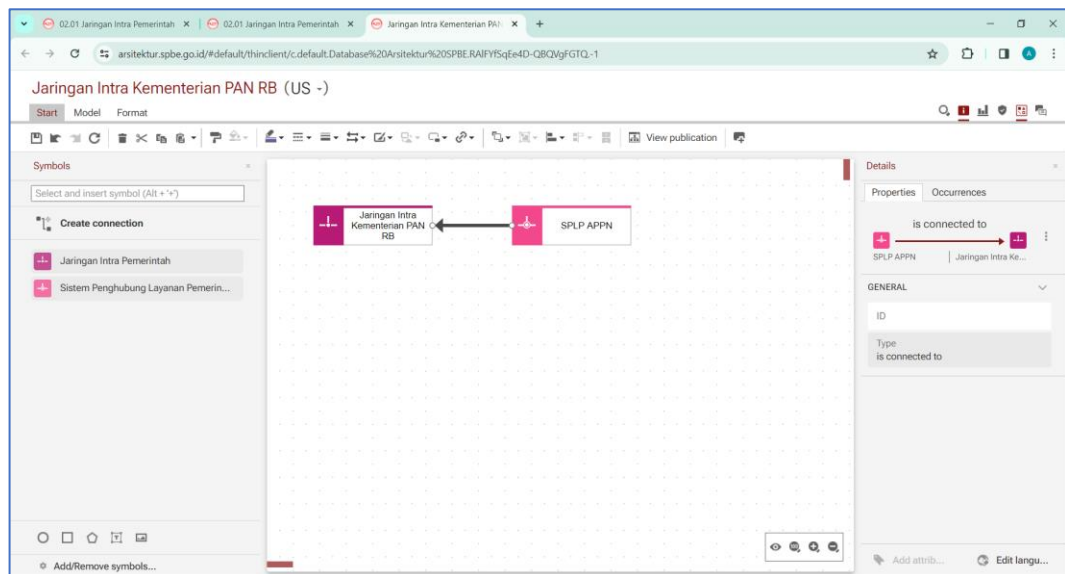 02.01 Jaringan Intra Pemerintah
02.01 Jaringan Intra Pemerintah
Jaringan Intra Kementerian PAN
arsitektur.spbe.go.id/#default/thinclient/c.default.Database%20Arsitektur%20SPBE.RAlFYfSqEe4D-QBQVgFGTQ.-1
A
Jaringan Intra Kementerian PAN RB (US -)
Start Model Format
View publication
Symbols
Select and insert symbol (Alt + '+')
Create connection
Jaringan Intra Pemerintah
Sistem Penghubung Layanan Pemerin...
Add/Remove symbols...
Jaringan Intra
Kementerian PAN
RB
SPLP APPN
Details
Properties Occurrences
is connected to
SPLP APPN Jaringan Intra Ke...
GENERAL
ID
Type
is connected to
Add attrib... Edit langu...